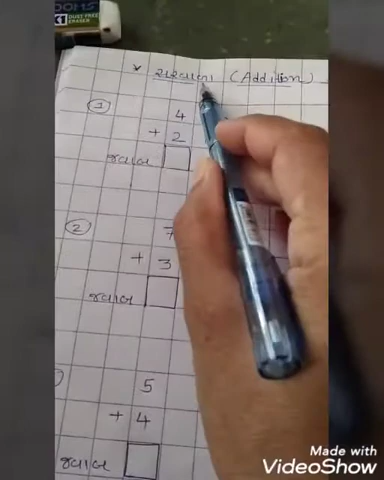 DOMS
DUST FREE
ERASER
સરવાળા (Addition)
1
4
+ 2
જવાબ
2
7
+ 3
જવાબ
5
+ 4
જવાબ
Made with
VideoShow